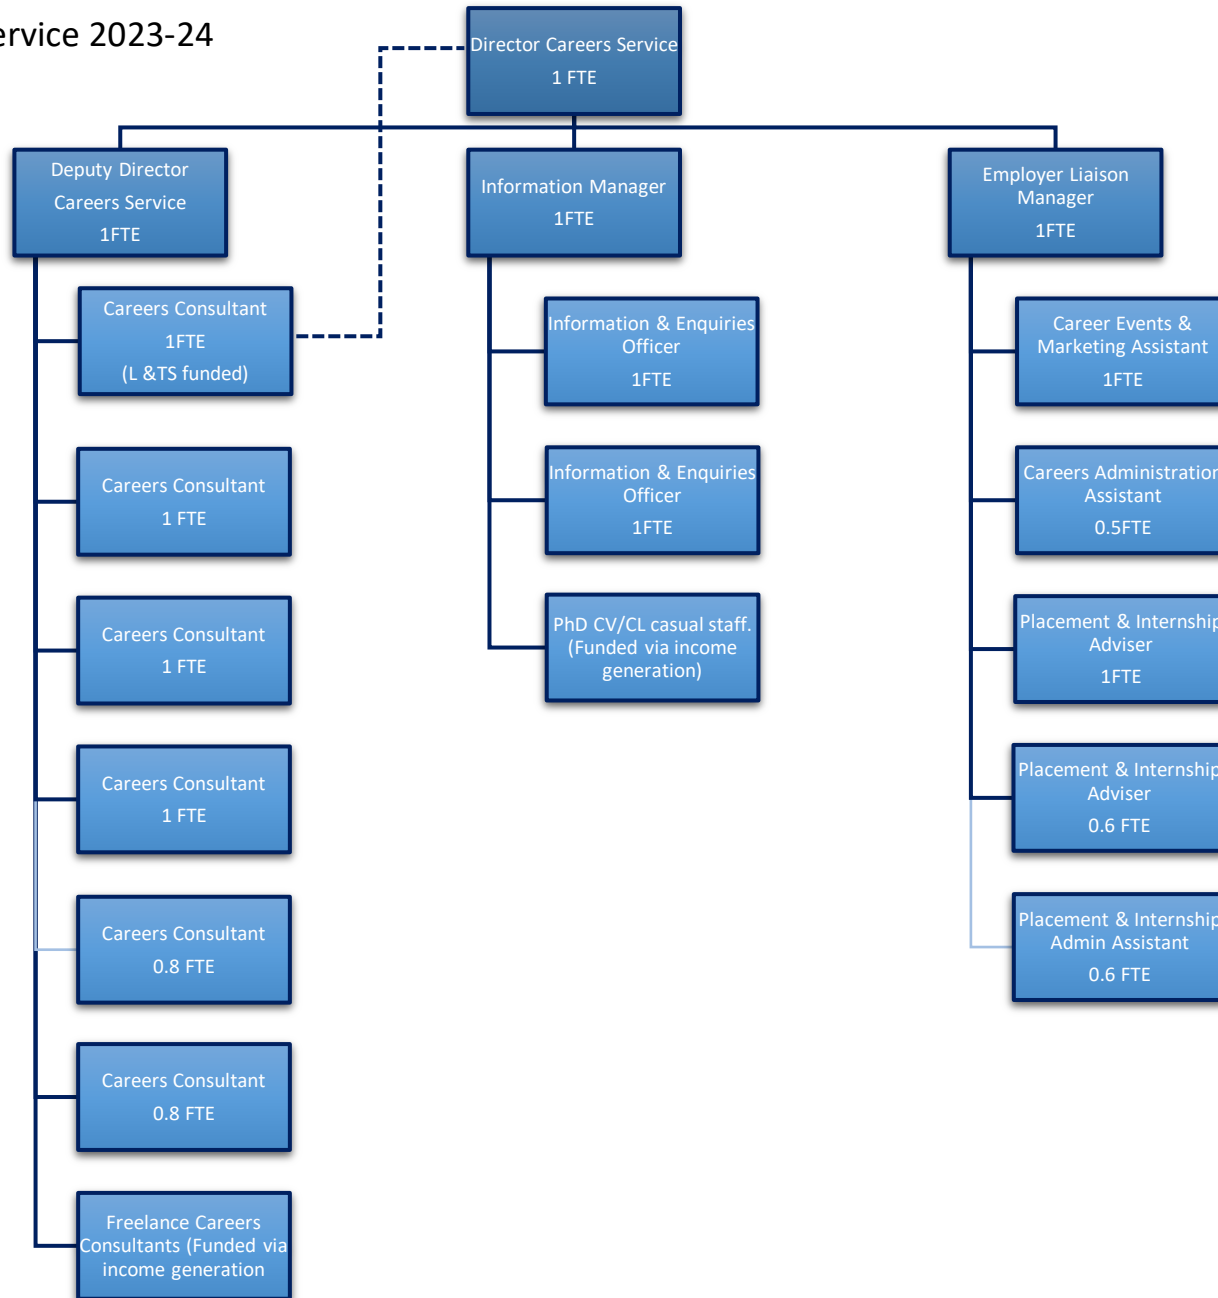 ervice 2023-24
Director Careers Service
1 FTE
Deputy Director
Careers Service
1FTE
Information Manager
1FTE
Employer Liaison
Manager
1FTE
Careers Consultant
1FTE
(L &TS funded)
Careers Consultant
1 FTE
Careers Consultant
1 FTE
Careers Consultant
1 FTE
Careers Consultant
0.8 FTE
Careers Consultant
0.8 FTE
Freelance Careers
Consultants (Funded via
income generation
Information & Enquiries
Officer
1FTE
Information & Enquiries
Officer
1FTE
PhD CV/CL casual staff.
(Funded via income
generation)
Career Events &
Marketing Assistant
1FTE
Careers Administration
Assistant
0.5FTE
Placement & Internship
Adviser
1FTE
Placement & Internship
Adviser
0.6 FTE
Placement & Internship
Admin Assistant
0.6 FTE